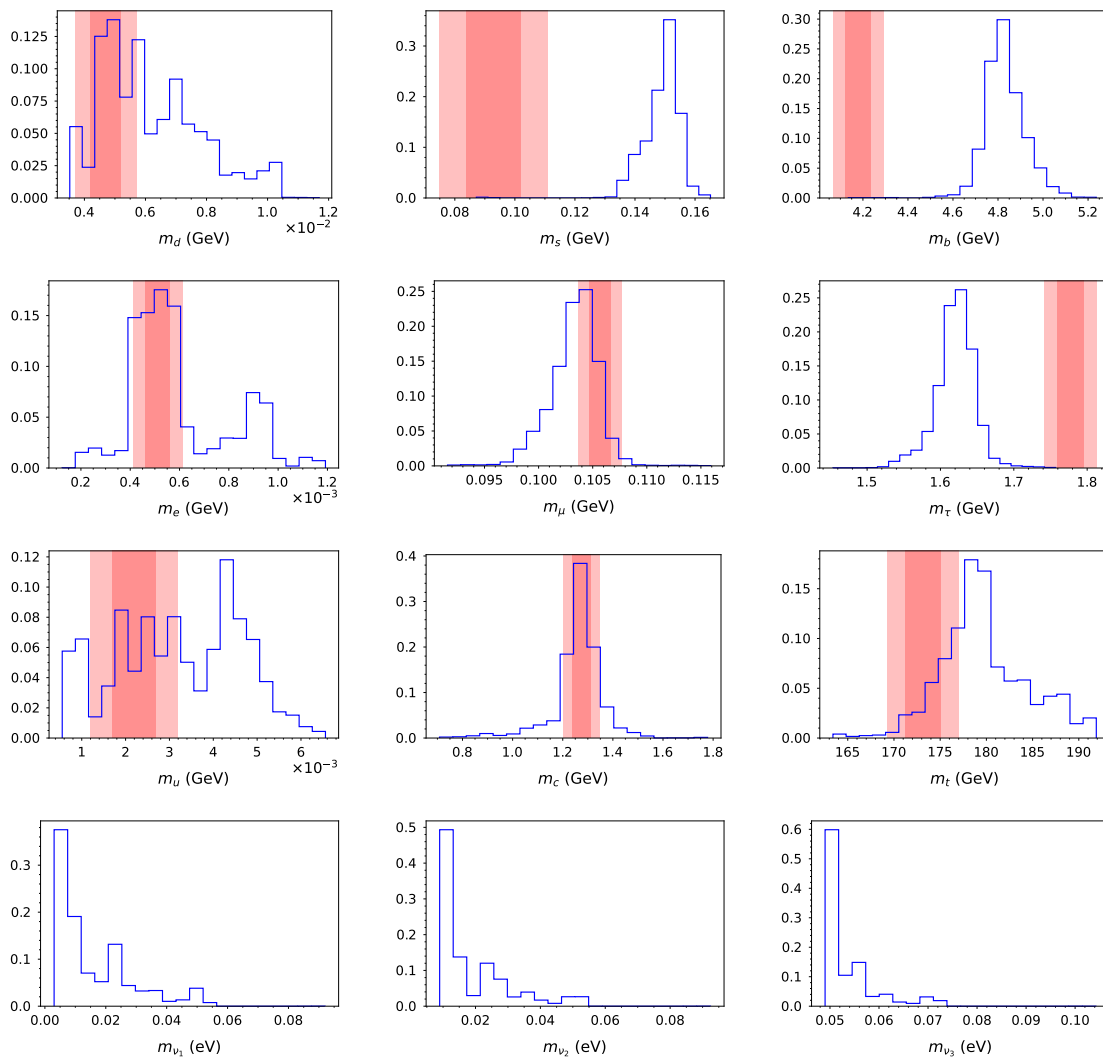 0.125
0.100
0.075
0.050
0.025
0.000
0.4 0.6 0.8 1.0 1.2
×10⁻²
m_d (GeV)
0.3
0.2
0.1
0.0
0.08 0.10 0.12 0.14 0.16
m_s (GeV)
0.30
0.25
0.20
0.15
0.10
0.05
0.00
4.2 4.4 4.6 4.8 5.0 5.2
m_b (GeV)
0.15
0.10
0.05
0.00
0.2 0.4 0.6 0.8 1.0 1.2
×10⁻³
m_e (GeV)
0.25
0.20
0.15
0.10
0.05
0.00
0.095 0.100 0.105 0.110 0.115
m_μ (GeV)
0.25
0.20
0.15
0.10
0.05
0.00
1.5 1.6 1.7 1.8
m_τ (GeV)
0.12
0.10
0.08
0.06
0.04
0.02
0.00
1 2 3 4 5 6
×10⁻³
m_u (GeV)
0.4
0.3
0.2
0.1
0.0
0.8 1.0 1.2 1.4 1.6 1.8
m_c (GeV)
0.15
0.10
0.05
0.00
165 170 175 180 185 190
m_t (GeV)
0.3
0.2
0.1
0.0
0.00 0.02 0.04 0.06 0.08
m_ν₁ (eV)
0.5
0.4
0.3
0.2
0.1
0.0
0.02 0.04 0.06 0.08
m_ν₂ (eV)
0.6
0.5
0.4
0.3
0.2
0.1
0.0
0.05 0.06 0.07 0.08 0.09 0.10
m_ν₃ (eV)